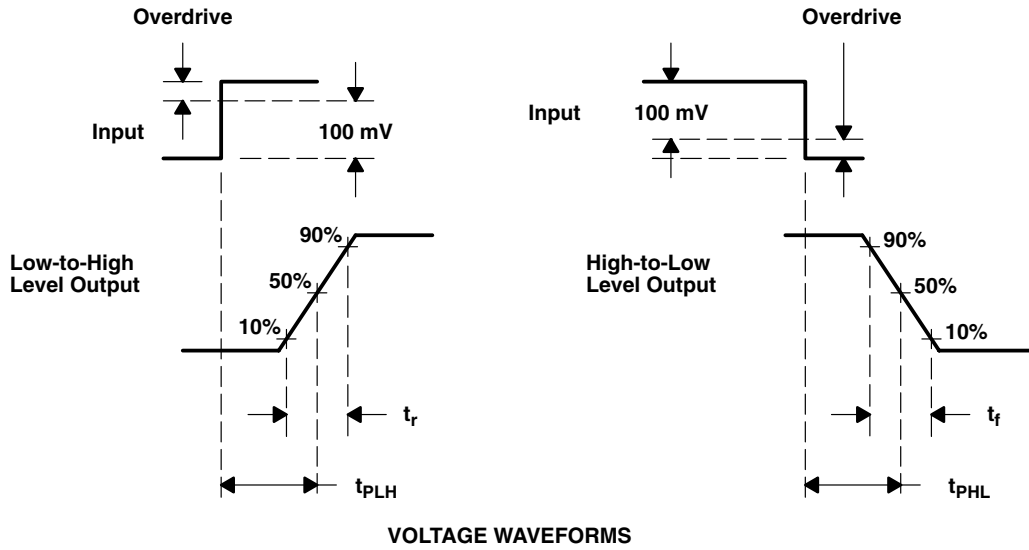 Overdrive
Overdrive
Input
100 mV
Input
100 mV
Low-to-High
Level Output
90%
50%
10%
High-to-Low
Level Output
90%
50%
10%
tr
tf
tPLH
tPHL
VOLTAGE WAVEFORMS